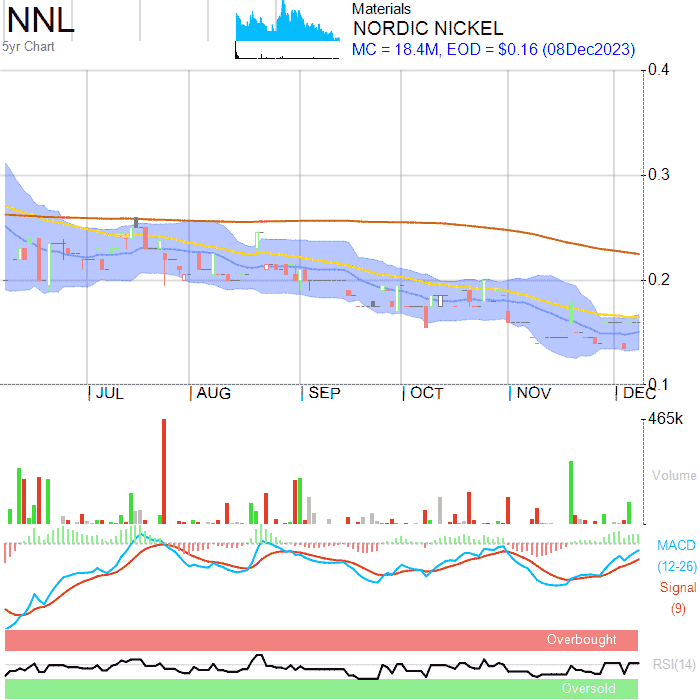 NNL
5yr Chart
Materials
NORDIC NICKEL
MC = 18.4M, EOD = $0.16 (08Dec2023)
0.4
0.3
0.2
0.1
JUL AUG SEP OCT NOV DEC
465k
Volume
MACD
(12-26)
Signal
(9)
Overbought
RSI(14)
Oversold